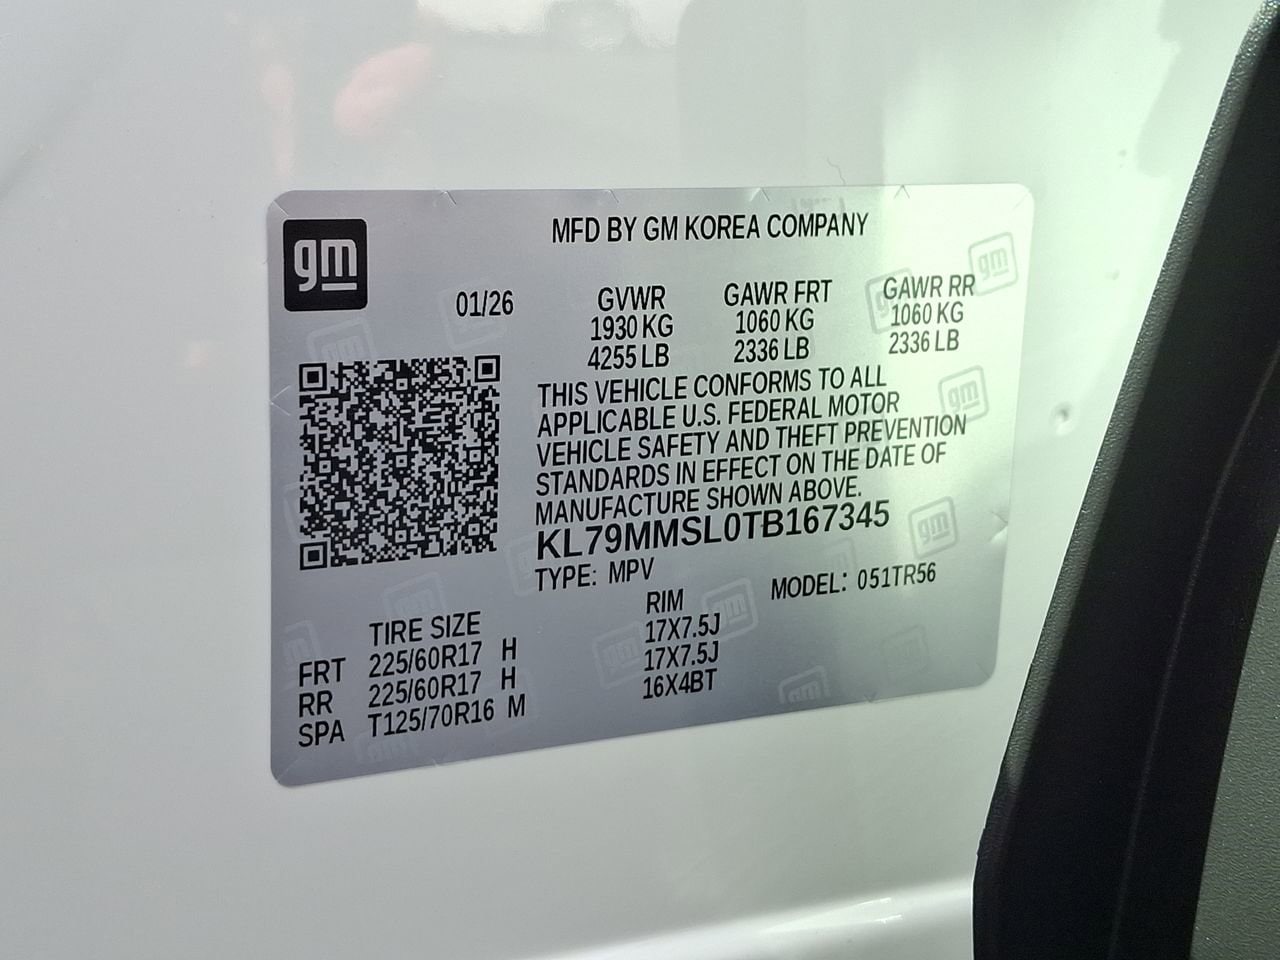 gm
MFD BY GM KOREA COMPANY
01/26 GVWR GAWR FRT GAWR RR
1930 KG 1060 KG 1060 KG
4255 LB 2336 LB 2336 LB
THIS VEHICLE CONFORMS TO ALL
APPLICABLE U.S. FEDERAL MOTOR
VEHICLE SAFETY AND THEFT PREVENTION
STANDARDS IN EFFECT ON THE DATE OF
MANUFACTURE SHOWN ABOVE.
KL79MMSL0TB167345
TYPE: MPV MODEL: 051TR56
TIRE SIZE RIM
FRT 225/60R17 H 17X7.5J
RR 225/60R17 H 17X7.5J
SPA T125/70R16 M 16X4BT